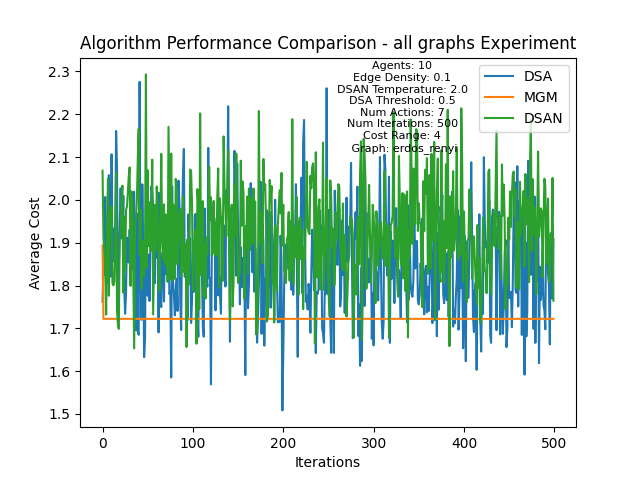 Algorithm Performance Comparison - all graphs Experiment
Agents: 10
Edge Density: 0.1
DSAN Temperature: 2.0
DSA Threshold: 0.5
Num Actions: 7
Num Iterations: 500
Cost Range: 4
Graph: erdos_renyi
DSA
MGM
DSAN
2.3
2.2
2.1
2.0
1.9
1.8
1.7
1.6
1.5
Average Cost
0
100
200
300
400
500
Iterations